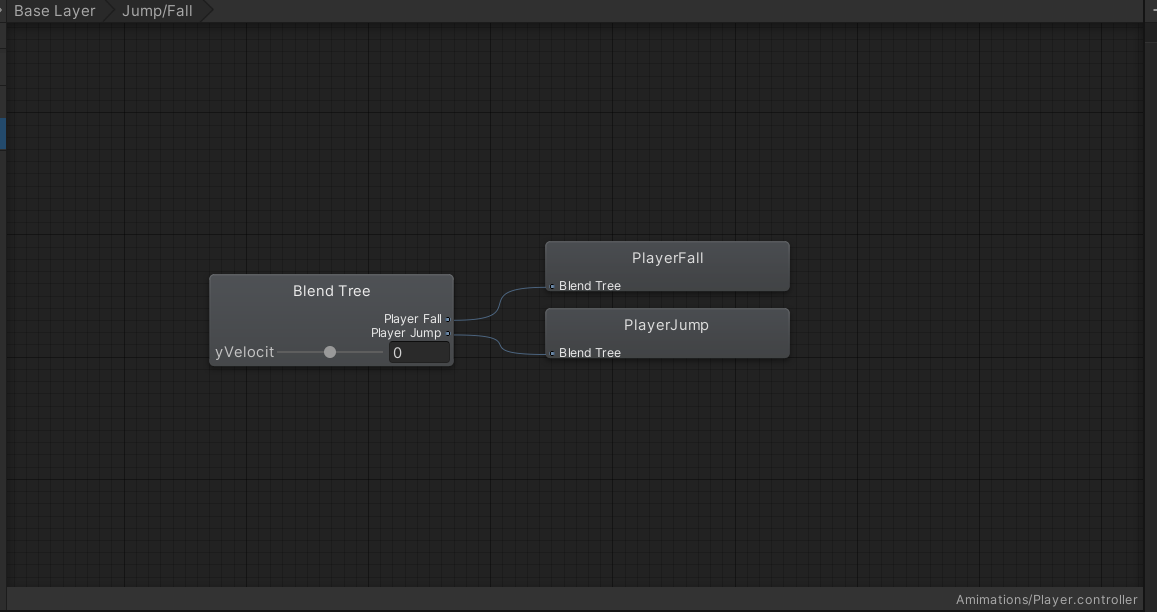 Base Layer Jump/Fall
PlayerFall
Blend Tree
Blend Tree
Player Fall
Player Jump
yVelocit 0
PlayerJump
Blend Tree
Animations/Player.controller